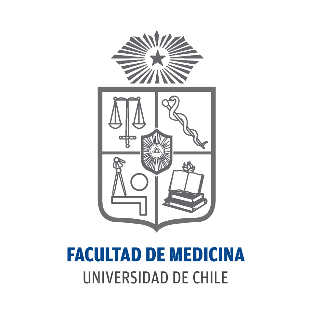 FACULTAD DE MEDICINA
UNIVERSIDAD DE CHILE